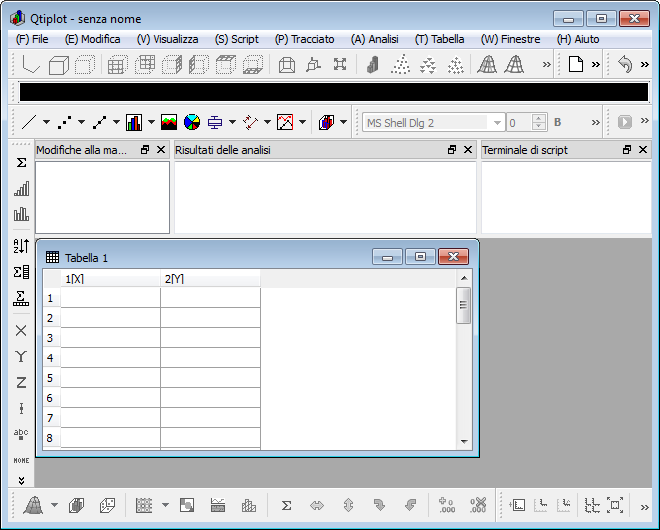 Qtiplot - senza nome
(F) File (E) Modifica (V) Visualizza (S) Script (P) Tracciato (A) Analisi (T) Tabella (W) Finestre (H) Aiuto
MS Shell Dlg 2 0 B
Modifiche alla ma... Risultati delle analisi Terminale di script
Σ
A
Z
Σ
Σ
X
Y
Z
abc
NONE
Tabella 1
1[X] 2[Y]
1
2
3
4
5
6
7
8
Σ .000 .000